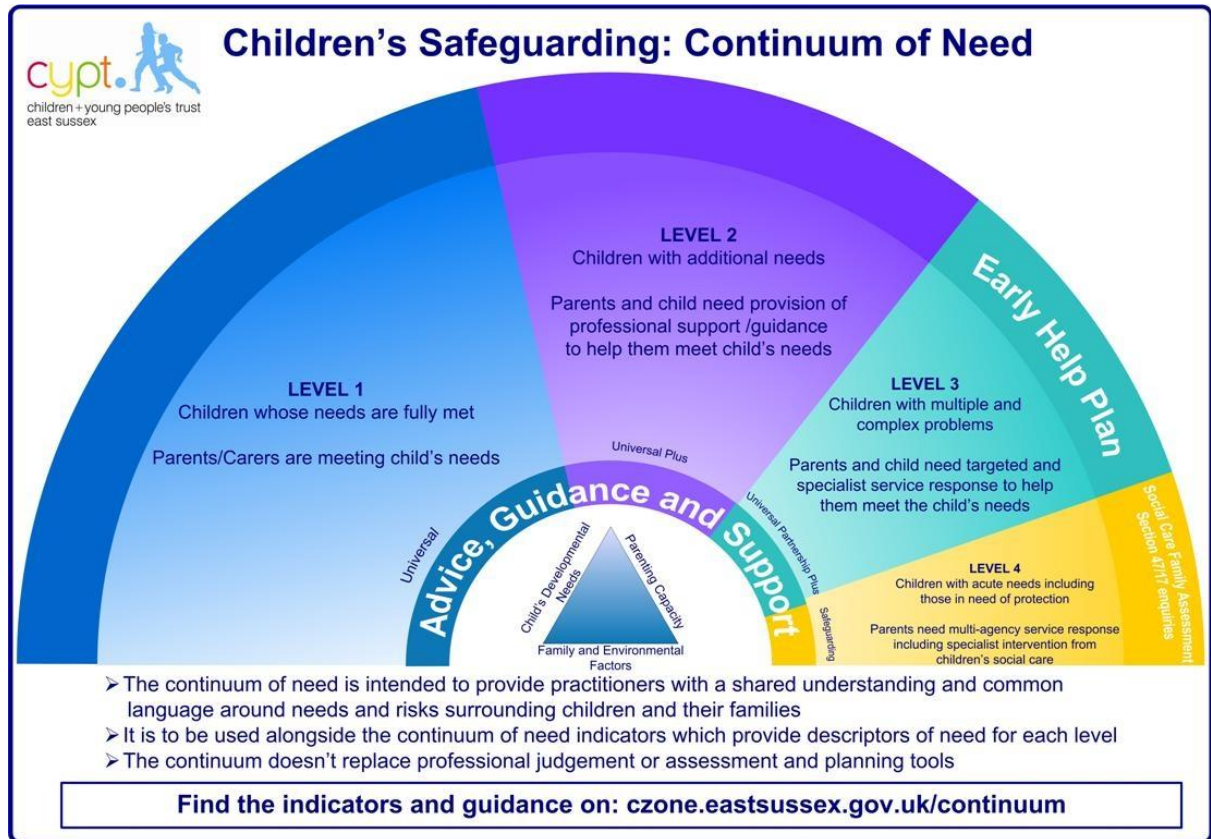 Children's Safeguarding: Continuum of Need
cypt.
children + young people's trust
east sussex
LEVEL 1
Children whose needs are fully met
Parents/Carers are meeting child's needs
LEVEL 2
Children with additional needs
Parents and child need provision of
professional support /guidance
to help them meet child's needs
Early Help Plan
LEVEL 3
Children with multiple and
complex problems
Parents and child need targeted and
specialist service response to help
them meet the child's needs
Social Care Family Assessment
Section 47/17 enquiries
LEVEL 4
Children with acute needs including
those in need of protection
Parents need multi-agency service response
including specialist intervention from
children's social care
Universal
Universal Plus
Universal Partnership Plus
Safeguarding
Advice, Guidance and Support
Child's Developmental
Needs
Parenting Capacity
Family and Environmental
Factors
➢ The continuum of need is intended to provide practitioners with a shared understanding and common
language around needs and risks surrounding children and their families
➢ It is to be used alongside the continuum of need indicators which provide descriptors of need for each level
➢ The continuum doesn't replace professional judgement or assessment and planning tools
Find the indicators and guidance on: czone.eastsussex.gov.uk/continuum